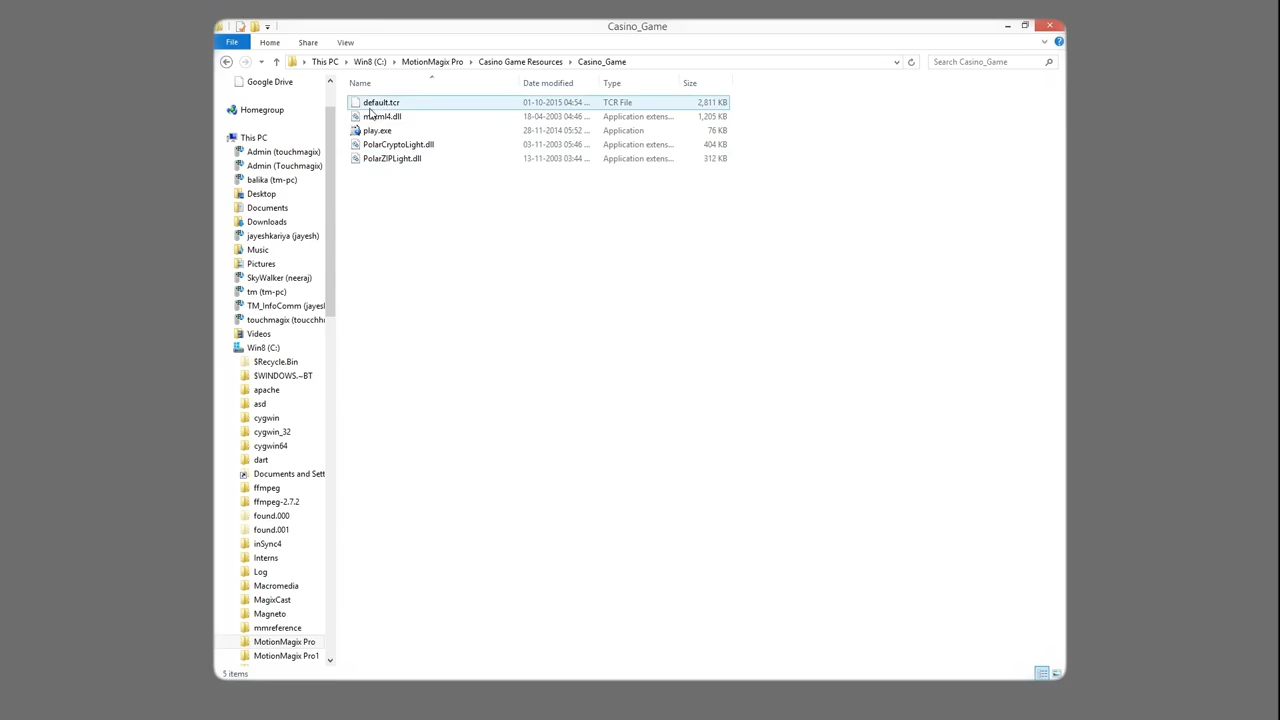 Casino_Game
File Home Share View
This PC Win8 (C:) MotionMagix Pro Casino Game Resources Casino_Game Search Casino_Game
Name Date modified Type Size
default.tcr 01-10-2015 04:54 ... TCR File 2,811 KB
ml4.dll 18-04-2003 04:46 ... Application extens... 1,205 KB
play.exe 28-11-2014 05:52 ... Application 76 KB
PolarCryptoLight.dll 03-11-2003 05:46 ... Application extens... 404 KB
PolarZIPLight.dll 13-11-2003 03:44 ... Application extens... 312 KB
Google Drive
Homegroup
This PC
Admin (touchmagix)
Admin (Touchmagix)
balika (tm-pc)
Desktop
Documents
Downloads
jayeshkariya (jayesh)
Music
Pictures
SkyWalker (neeraj)
tm (tm-pc)
TM_InfoComm (jayes
touchmagix (toucchh
Videos
Win8 (C:)
$Recycle.Bin
$WINDOWS.~BT
apache
asd
cygwin
cygwin_32
cygwin64
dart
Documents and Sett
ffmpeg
ffmpeg-2.7.2
found.000
found.001
inSync4
Interns
Log
Macromedia
MagixCast
Magneto
mmreference
MotionMagix Pro
MotionMagix Pro1
5 items